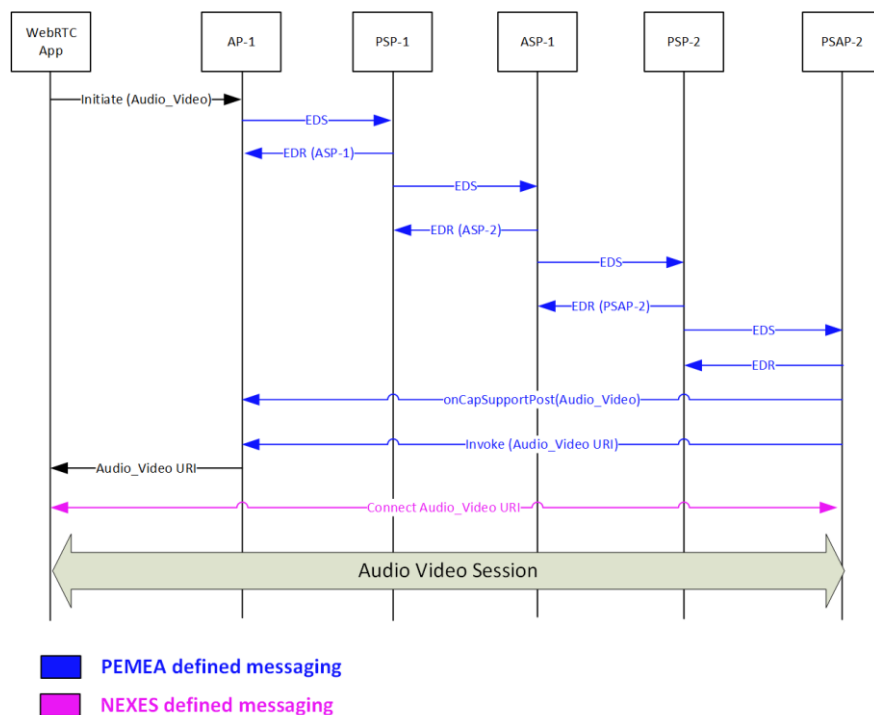 WebRTC
App
AP-1
PSP-1
ASP-1
PSP-2
PSAP-2
Initiate (Audio_Video)
EDS
EDR (ASP-1)
EDS
EDR (ASP-2)
EDS
EDR (PSAP-2)
EDS
EDR
onCapSupportPost(Audio_Video)
Invoke (Audio_Video URI)
Audio_Video URI
Connect Audio_Video URI
Audio Video Session
PEMEA defined messaging
NEXES defined messaging